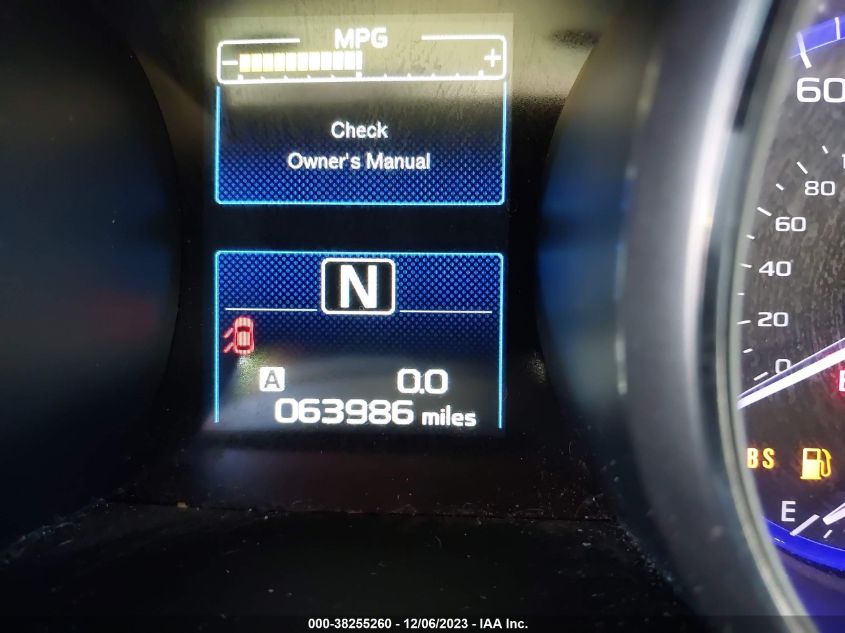 MPG
- +
Check
Owner's Manual
N
A 0.0
063986 miles
60
80
60
40
20
0
BS
E
000-38255260 - 12/06/2023 - IAA Inc.